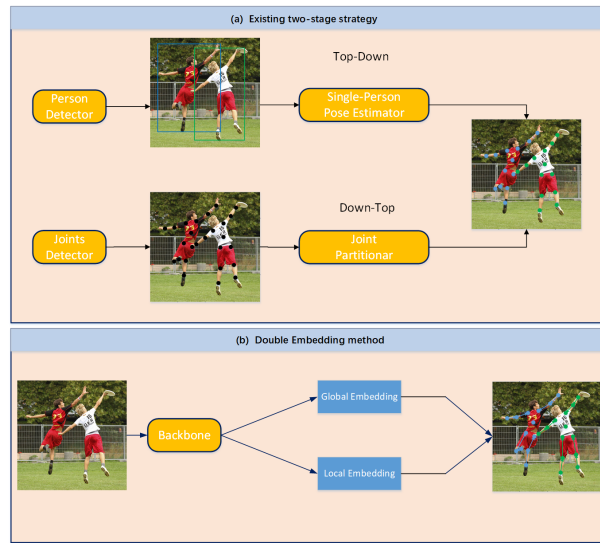 (a) Existing two-stage strategy
Top-Down
Person
Detector
Single-Person
Pose Estimator
Down-Top
Joints
Detector
Joint
Partitionar
(b) Double Embedding method
Global Embedding
Backbone
Local Embedding